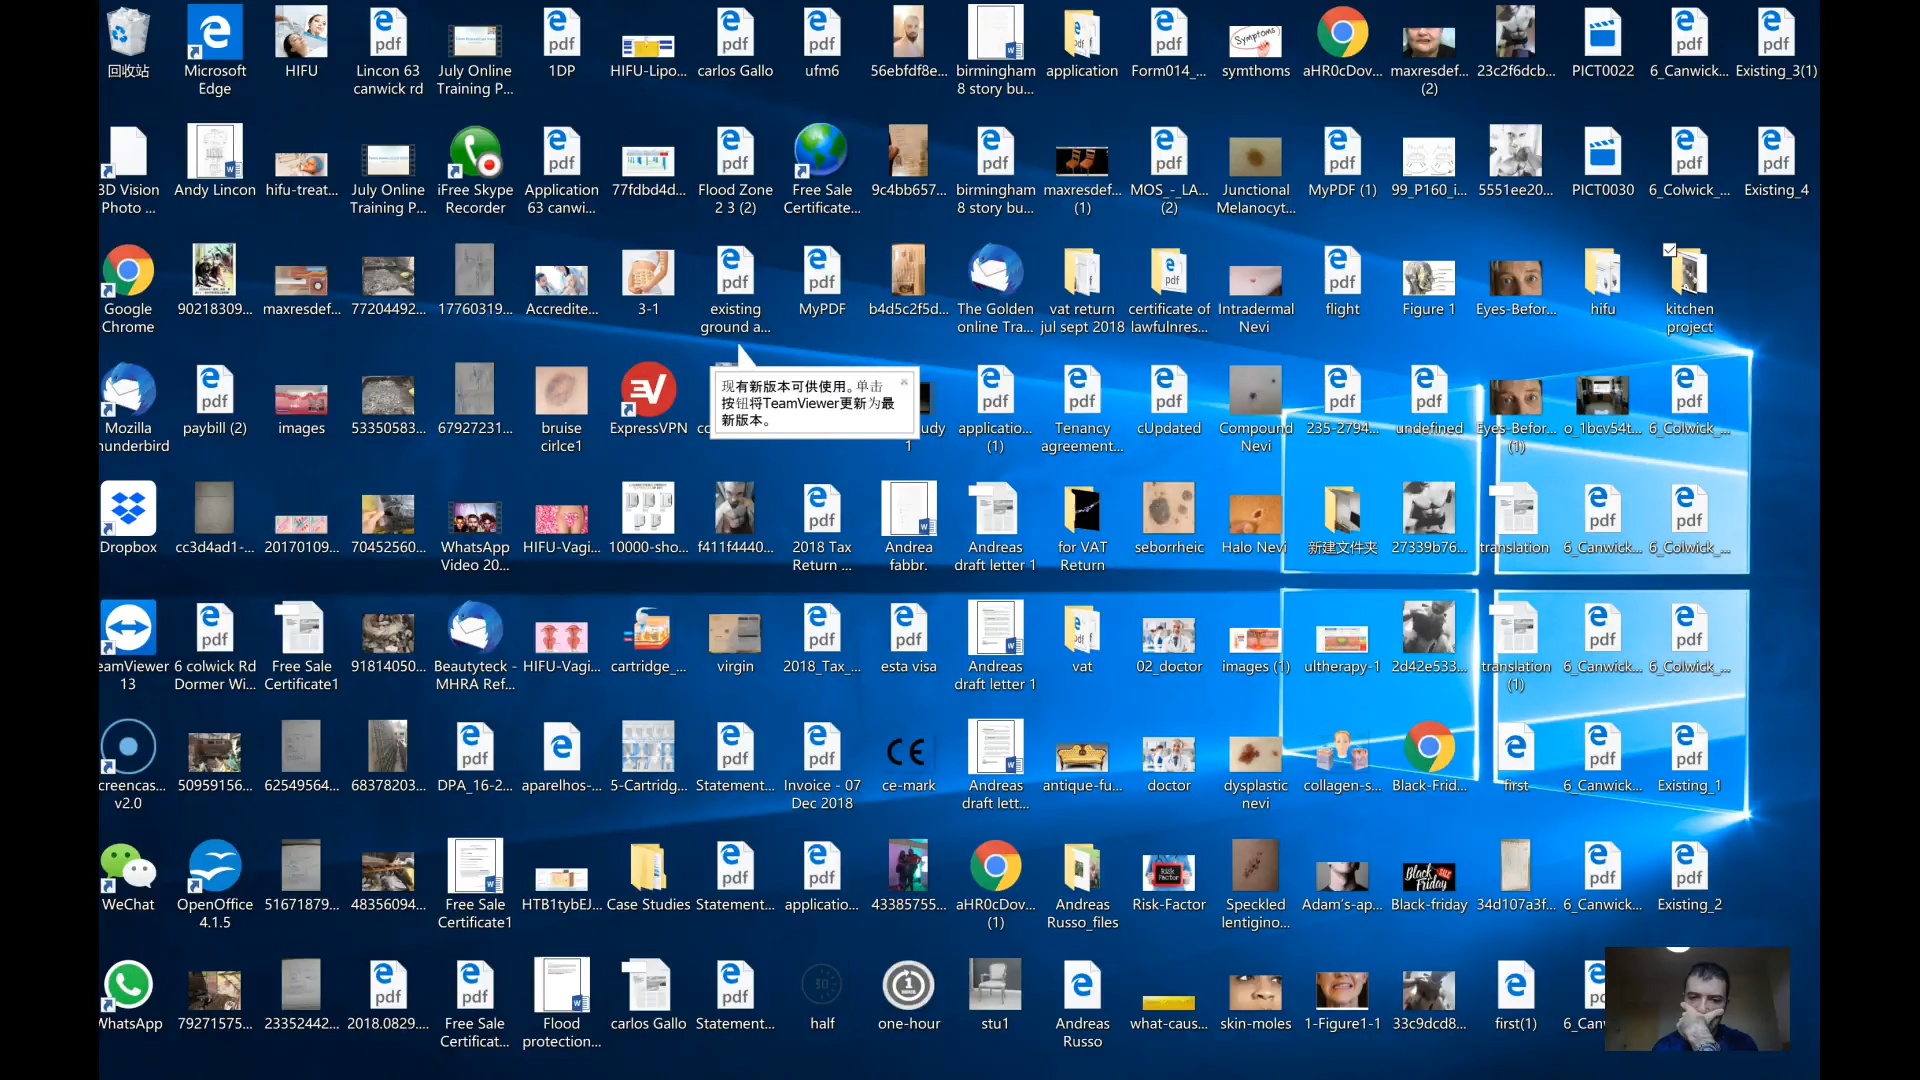 回收站
Microsoft
Edge
HIFU
Lincon 63
canwick rd
July Online
Training P...
1DP
HIFU-Lipo...
carlos Gallo
ufm6
56ebfdf8e...
birmingham
8 story bu...
application
Form014_...
symthoms
aHR0cDov...
maxresdef...
(2)
23c2f6dcb...
PICT0022
6_Canwick...
Existing_3(1)
3D Vision
Photo ...
Andy Lincon
hifu-treat...
July Online
Training P...
iFree Skype
Recorder
Application
63 canwi...
77fdbd4d...
Flood Zone
2 3 (2)
Free Sale
Certificate...
9c4bb657...
birmingham
8 story bu...
maxresdef...
(1)
MOS_-_LA...
(2)
Junctional
Melanocyt...
MyPDF (1)
99_P160_i...
5551ee20...
PICT0030
6_Colwick_...
Existing_4
Google
Chrome
90218309...
maxresdef...
77204492...
17760319...
Accredite...
3-1
existing
ground a...
MyPDF
b4d5c2f5d...
The Golden
online Tra...
vat return
jul sept 2018
certificate of
lawfulnres...
Intradermal
Nevi
flight
Figure 1
Eyes-Befor...
hifu
kitchen
project
Mozilla
hunderbird
paybill (2)
images
53350583...
67927231...
bruise
cirlce1
ExpressVPN
现有新版本可供使用。单击
按钮将TeamViewer更新为最
新版本。
udy
1
applicatio...
(1)
Tenancy
agreement...
cUpdated
Compound
Nevi
235-2794...
undefined
Eyes-Befor...
(1)
o_1bcv54t...
6_Colwick_...
Dropbox
cc3d4ad1-...
20170109...
70452560...
WhatsApp
Video 20...
HIFU-Vagi...
10000-sho...
f411f4440...
2018 Tax
Return ...
Andrea
fabbr.
Andreas
draft letter 1
for VAT
Return
seborrheic
Halo Nevi
新建文件夹
27339b76...
translation
6_Canwick...
6_Colwick_...
eamViewer
13
6 colwick Rd
Dormer Wi...
Free Sale
Certificate1
91814050...
Beautyteck -
MHRA Ref...
HIFU-Vagi...
cartridge_...
virgin
2018_Tax_...
esta visa
Andreas
draft letter 1
vat
02_doctor
images (1)
ultherapy-1
2d42e533...
translation
(1)
6_Canwick...
6_Colwick_...
creencas...
v2.0
50959156...
62549564...
68378203...
DPA_16-2...
aparelhos-...
5-Cartridg...
Statement...
Invoice - 07
Dec 2018
ce-mark
Andreas
draft lett...
antique-fu...
doctor
dysplastic
nevi
collagen-s...
Black-Frid...
first
6_Canwick...
Existing_1
WeChat
OpenOffice
4.1.5
51671879...
48356094...
Free Sale
Certificate1
HTB1tybEJ...
Case Studies
Statement...
applicatio...
43385755...
aHR0cDov...
(1)
Andreas
Russo_files
Risk-Factor
Speckled
lentigino...
Adam's-ap...
Black-friday
34d107a3f...
6_Canwick...
Existing_2
WhatsApp
79271575...
23352442...
2018.0829....
Free Sale
Certificat...
Flood
protection...
carlos Gallo
Statement...
half
one-hour
stu1
Andreas
Russo
what-caus...
skin-moles
1-Figure1-1
33c9dcd8...
first(1)
6_Can